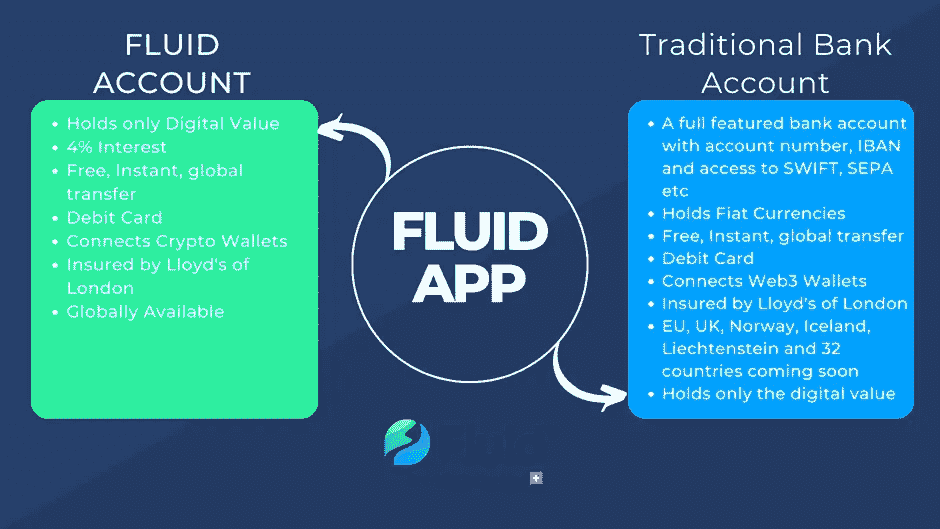 FLUID
ACCOUNT
• Holds only Digital Value
• 4% Interest
• Free, Instant, global
transfer
• Debit Card
• Connects Crypto Wallets
• Insured by Lloyd's of
London
• Globally Available
FLUID
APP
Traditional Bank
Account
• A full featured bank account
with account number, IBAN
and access to SWIFT, SEPA
etc
• Holds Fiat Currencies
• Free, Instant, global transfer
• Debit Card
• Connects Web3 Wallets
• Insured by Lloyd's of London
• EU, UK, Norway, Iceland,
Liechtenstein and 32
countries coming soon
• Holds only the digital value